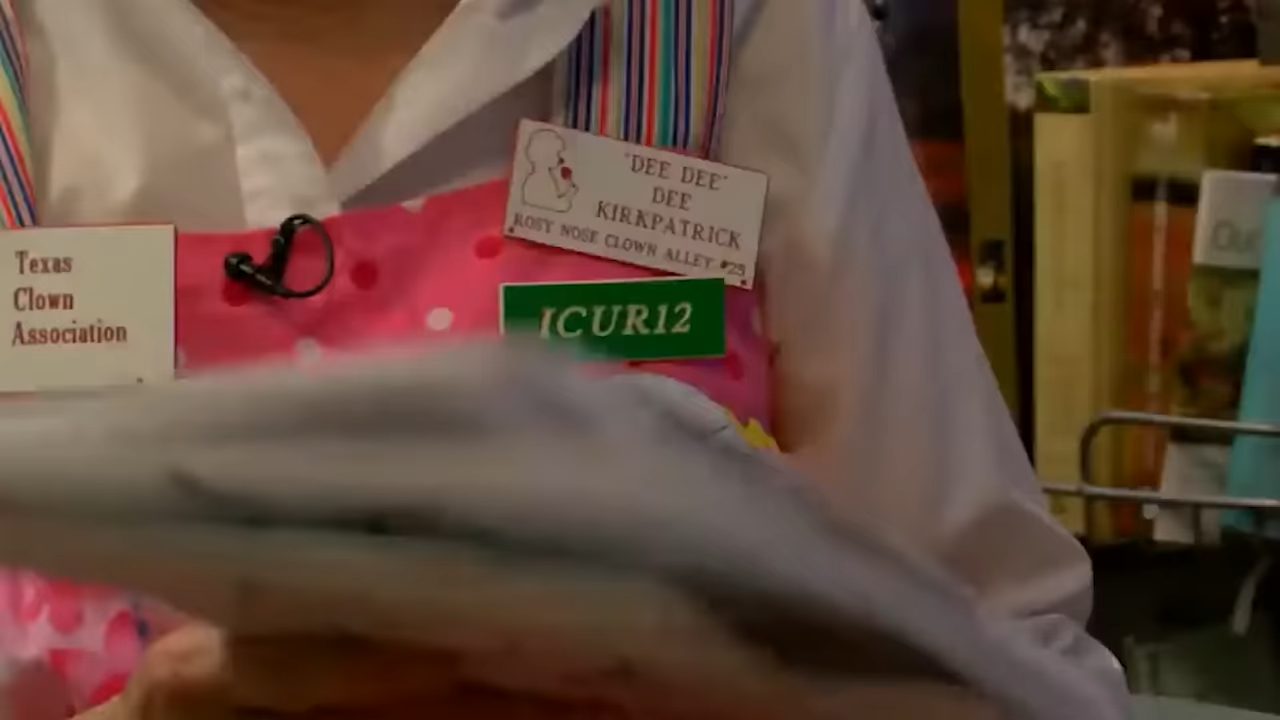 Texas
Clown
Association
"DEE DEE"
DEE
KIRKPATRICK
ROSY NOSE CLOWN ALLEY #25
ICUR12